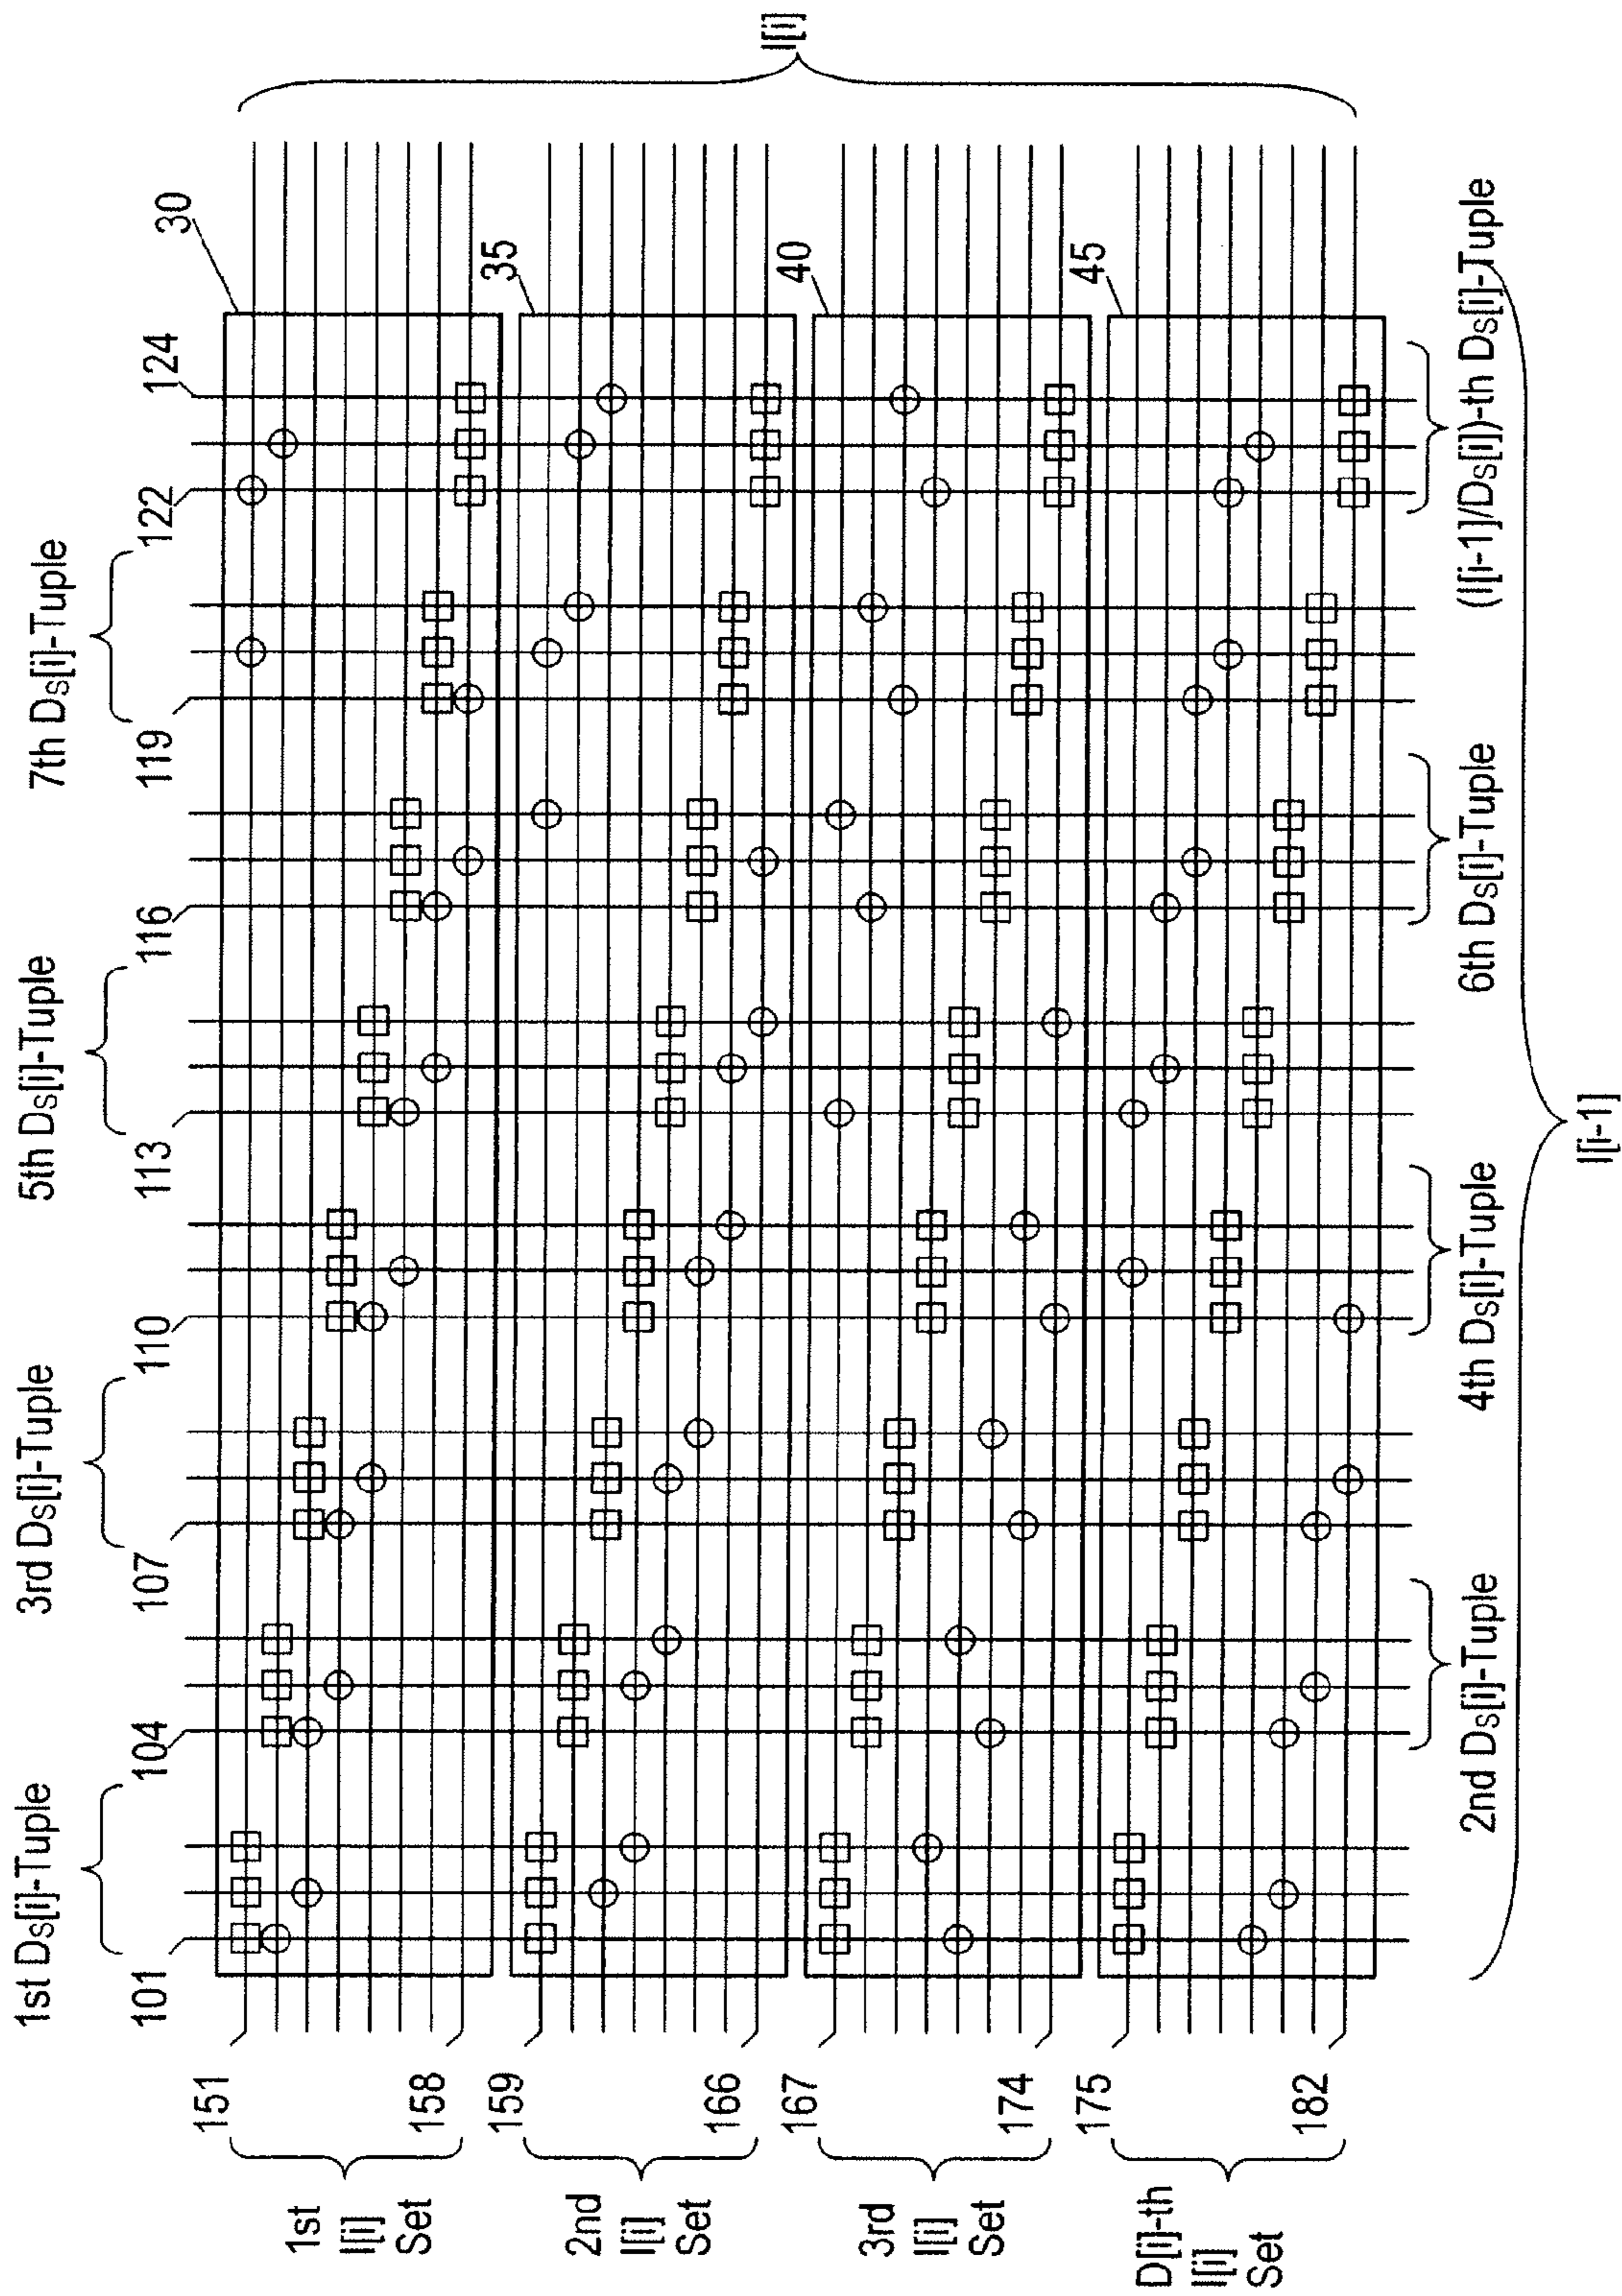 1st DS[i]-Tuple
3rd DS[i]-Tuple
5th DS[i]-Tuple
7th DS[i]-Tuple
101
104
107
110
113
116
119
122
124
30
35
40
45
151
158
159
166
167
174
175
182
1st
I[i]
Set
2nd
I[i]
Set
3rd
I[i]
Set
D[i]-th
I[i]
Set
I[i]
2nd DS[i]-Tuple
4th DS[i]-Tuple
6th DS[i]-Tuple
(I[i-1]/DS[i])-th DS[i]-Tuple
I[i-1]